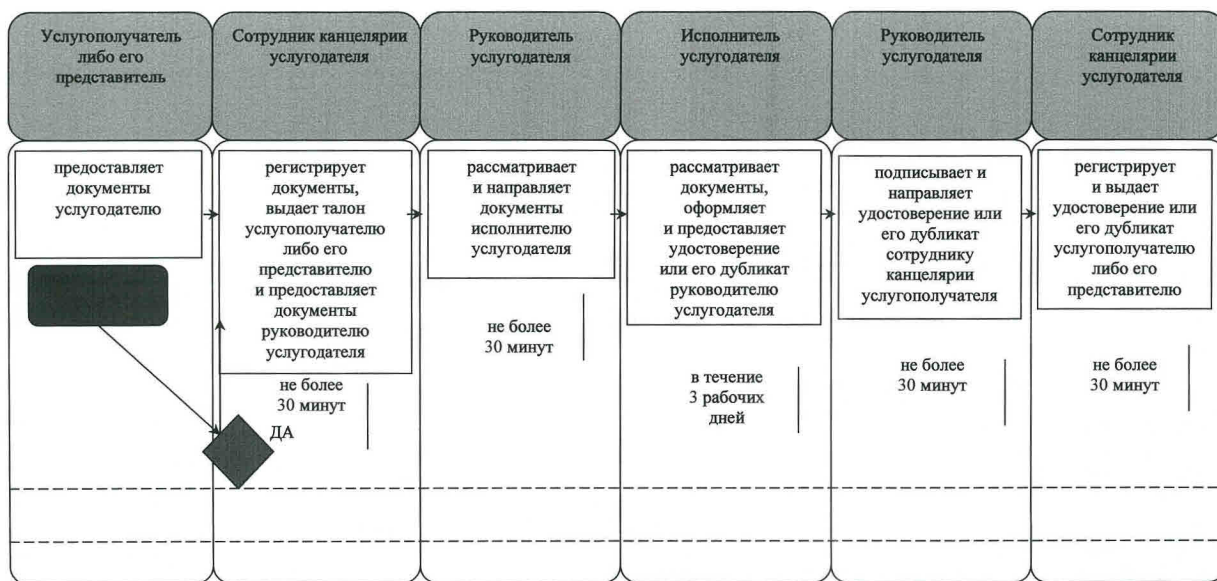 Услугополучатель
либо его
представитель
Сотрудник канцелярии
услугодателя
Руководитель
услугодателя
Исполнитель
услугодателя
Руководитель
услугодателя
Сотрудник
канцелярии
услугодателя
предоставляет
документы
услугодателю
регистрирует
документы,
выдает талон
услугополучателю
либо его
представителю
и предоставляет
документы
руководителю
услугодателя
рассматривает
и направляет
документы
исполнителю
услугодателя
рассматривает
документы,
оформляет
и предоставляет
удостоверение
или его дубликат
руководителю
услугодателя
подписывает и
направляет
удостоверение или
его дубликат
сотруднику
канцелярии
услугополучателя
регистрирует
и выдает
удостоверение или
его дубликат
услугополучателю
либо его
представителю
не более
30 минут
ДА
не более
30 минут
в течение
3 рабочих
дней
не более
30 минут
не более
30 минут